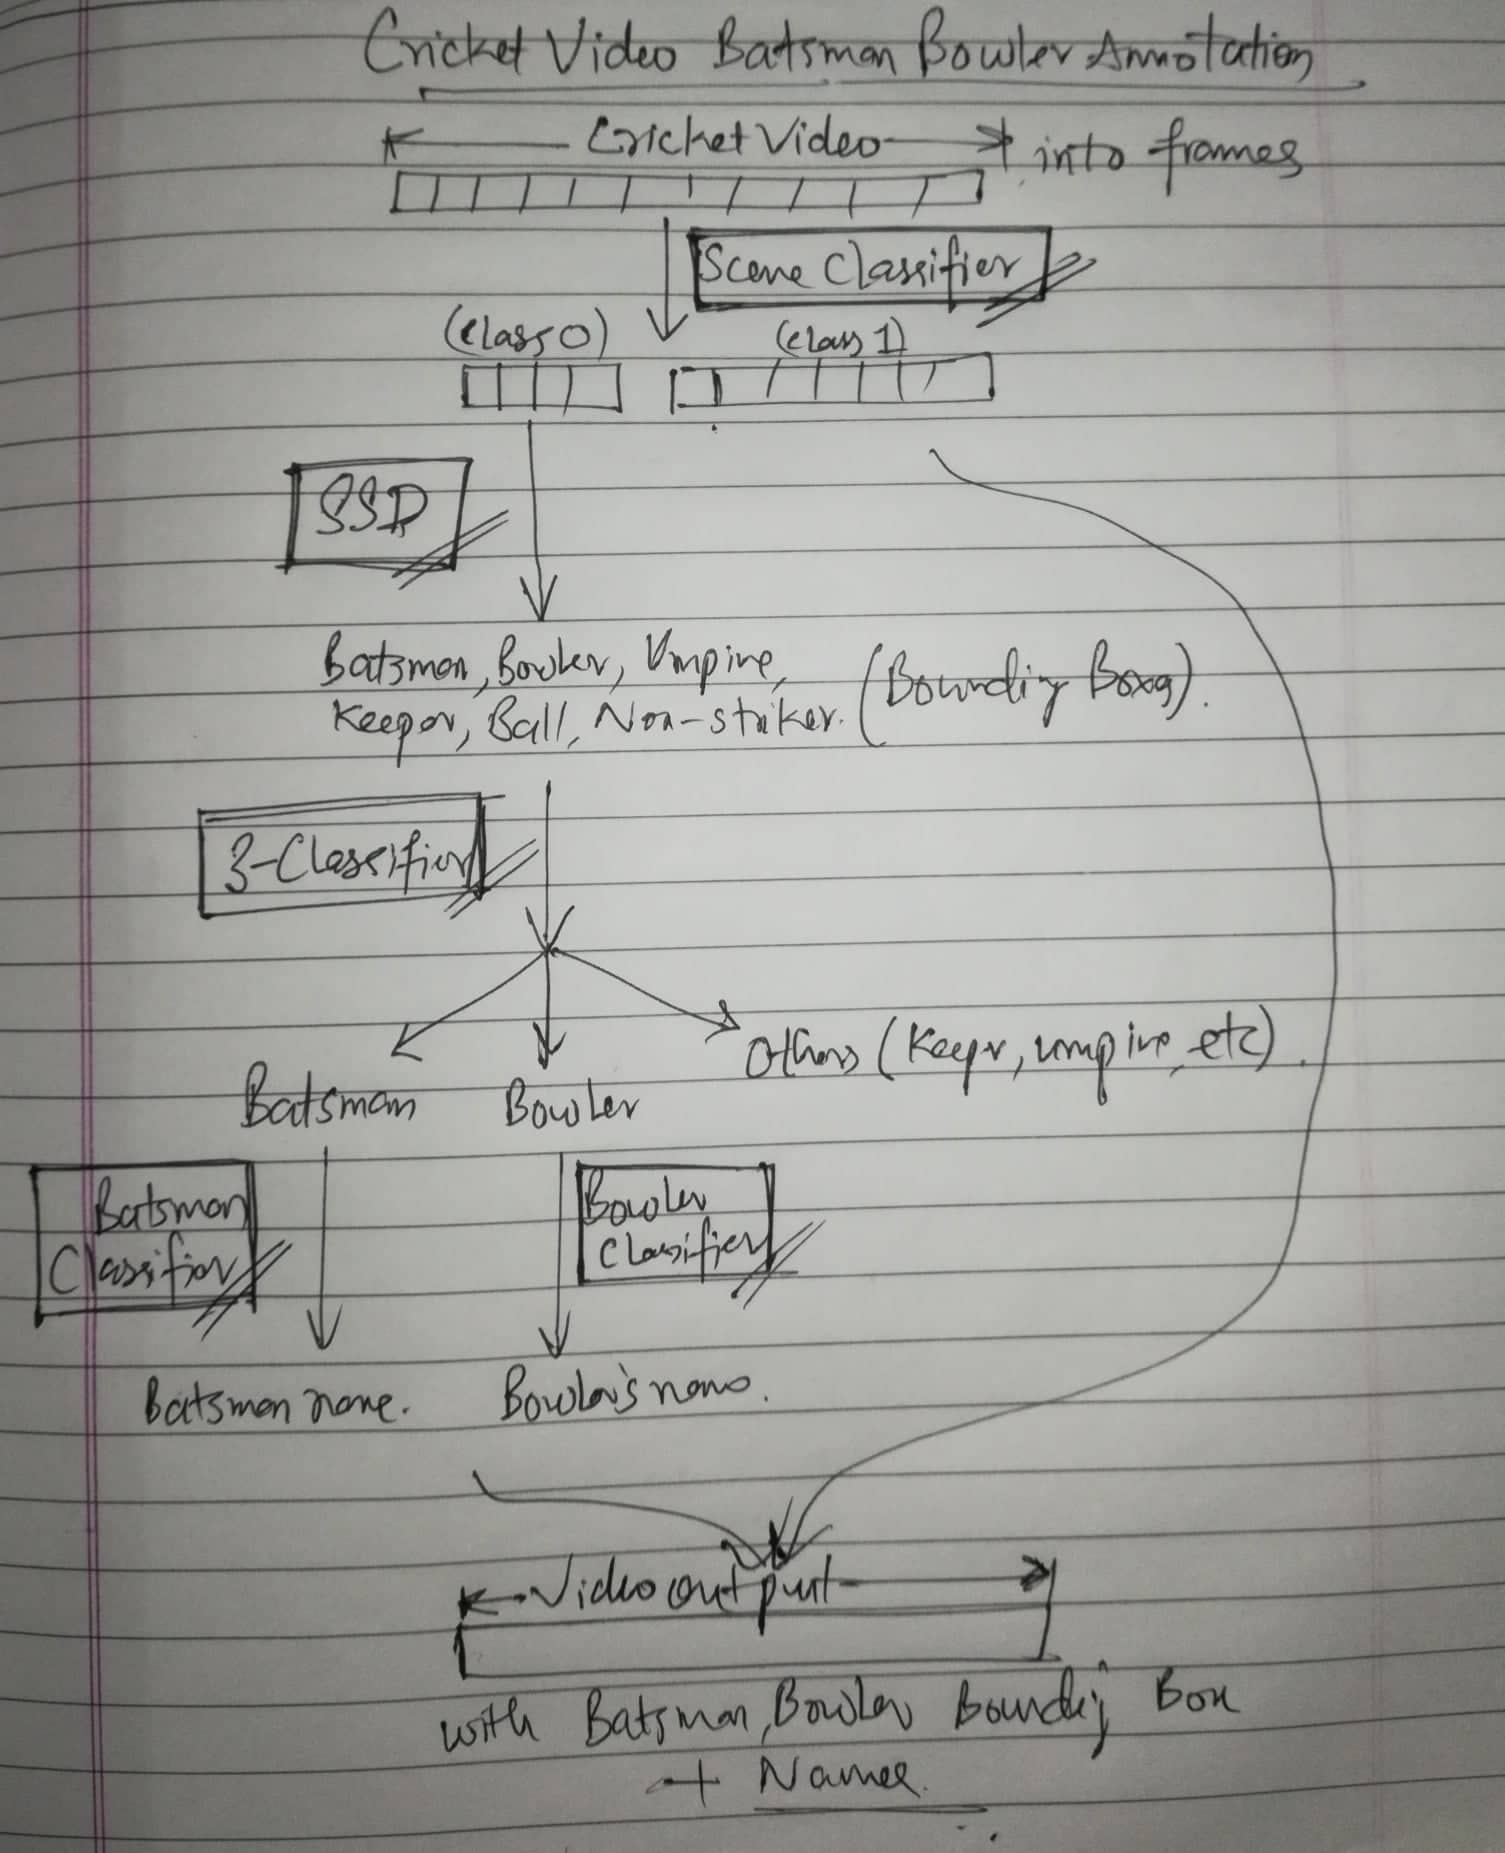 Cricket Video Batsman Bowler Annotation
Cricket Video into frames
Scene Classifier
(Class 0) (class 1)
SSD
Batsman, Bowler, Umpire,
Keeper, Ball, Non-striker. (Bounding Boxes).
3-Classifier
Batsman Bowler Others (Keeper, umpire, etc).
Batsman
Classifier
Bowler
Classifier
Batsman name. Bowler's name.
Video output
with Batsman, Bowler Bounding Box
+ Names.